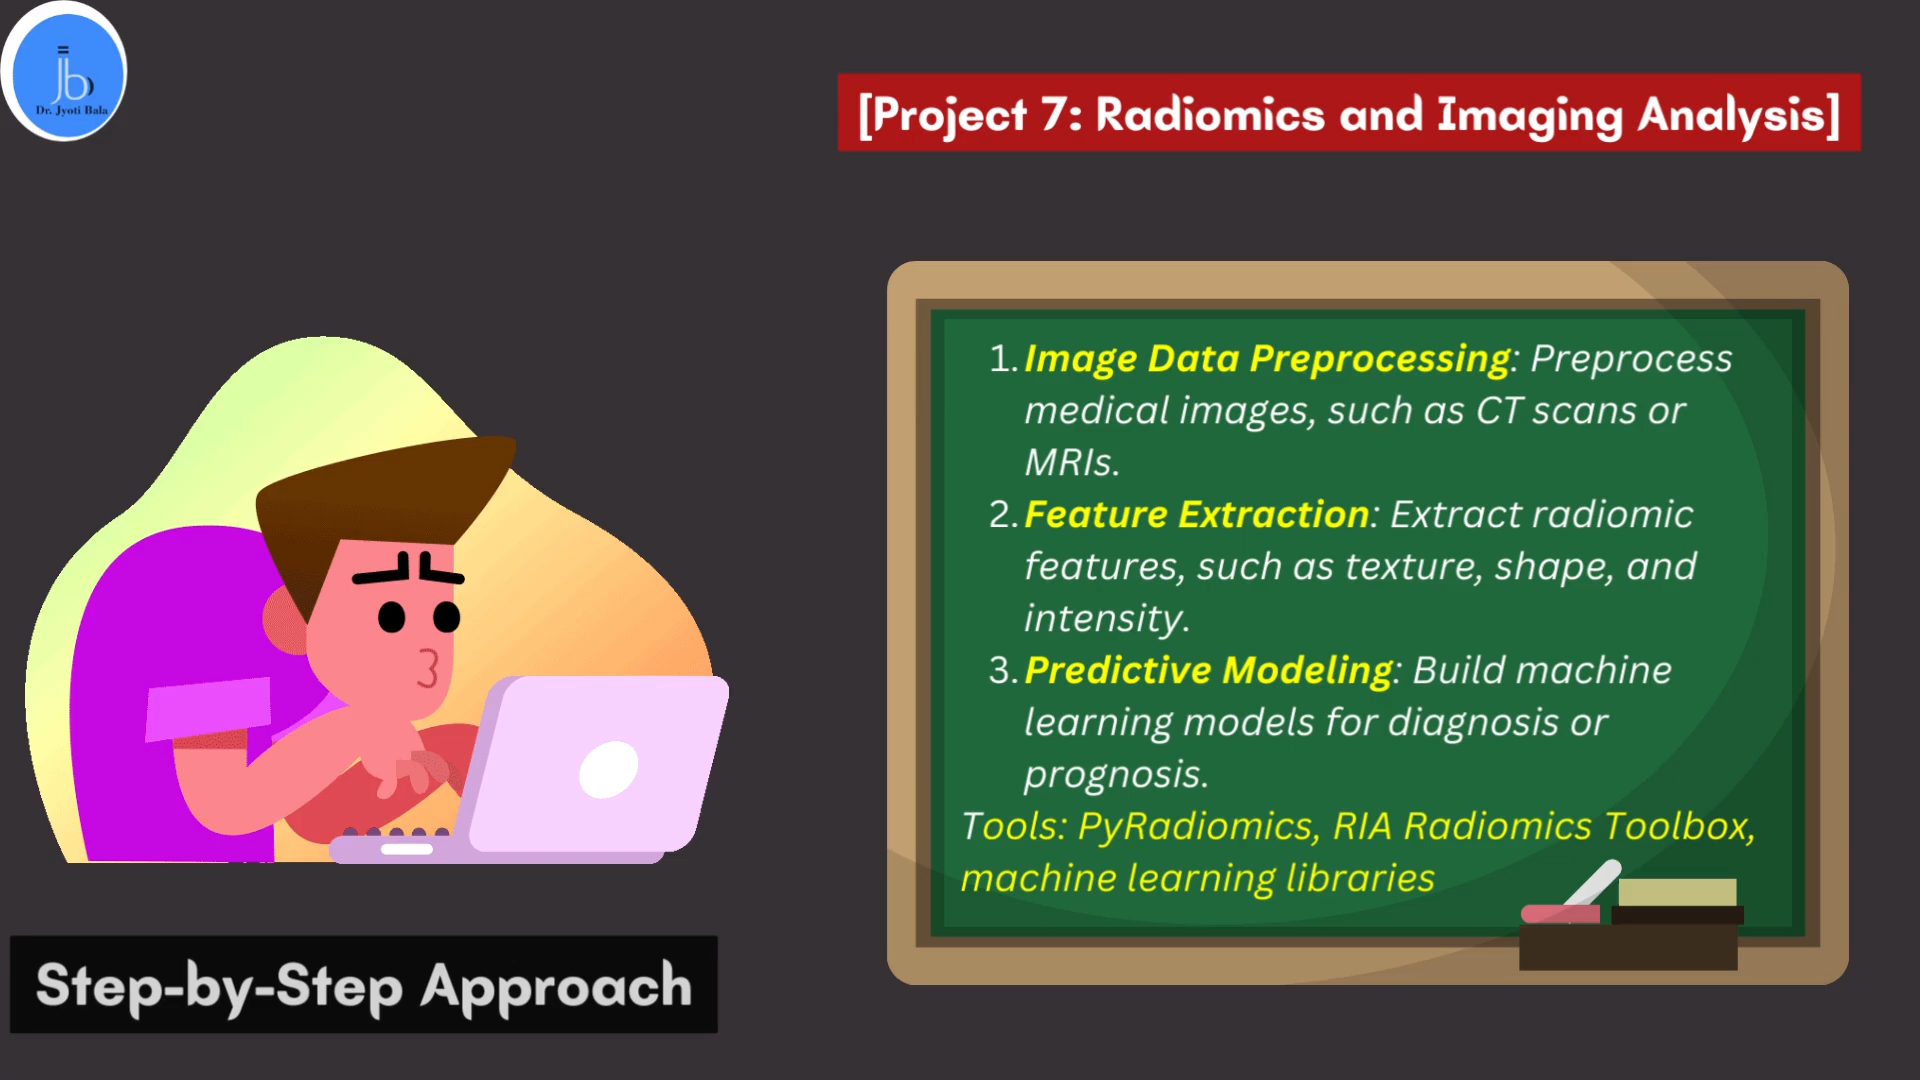 jb
Dr. Jyoti Bala
[Project 7: Radiomics and Imaging Analysis]
1. Image Data Preprocessing: Preprocess
medical images, such as CT scans or
MRIs.
2. Feature Extraction: Extract radiomic
features, such as texture, shape, and
intensity.
3. Predictive Modeling: Build machine
learning models for diagnosis or
prognosis.
Tools: PyRadiomics, RIA Radiomics Toolbox,
machine learning libraries
Step-by-Step Approach